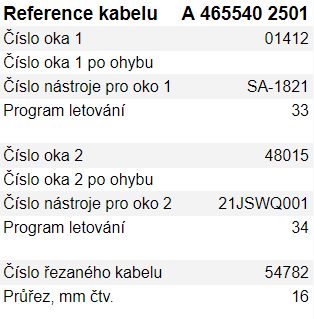 Reference kabelu A 465540 2501
Číslo oka 1 01412
Číslo oka 1 po ohybu
Číslo nástroje pro oko 1 SA-1821
Program letování 33
Číslo oka 2 48015
Číslo oka 2 po ohybu
Číslo nástroje pro oko 2 21JSWQ001
Program letování 34
Číslo řezaného kabelu 54782
Průřez, mm čtv. 16